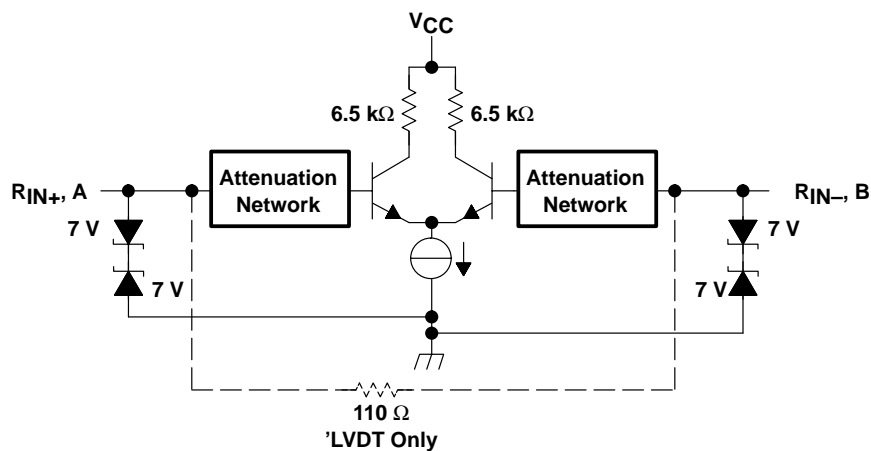 VCC
6.5 kΩ
6.5 kΩ
Attenuation
Network
Attenuation
Network
RIN+, A
RIN–, B
7 V
7 V
7 V
7 V
110 Ω
'LVDT Only